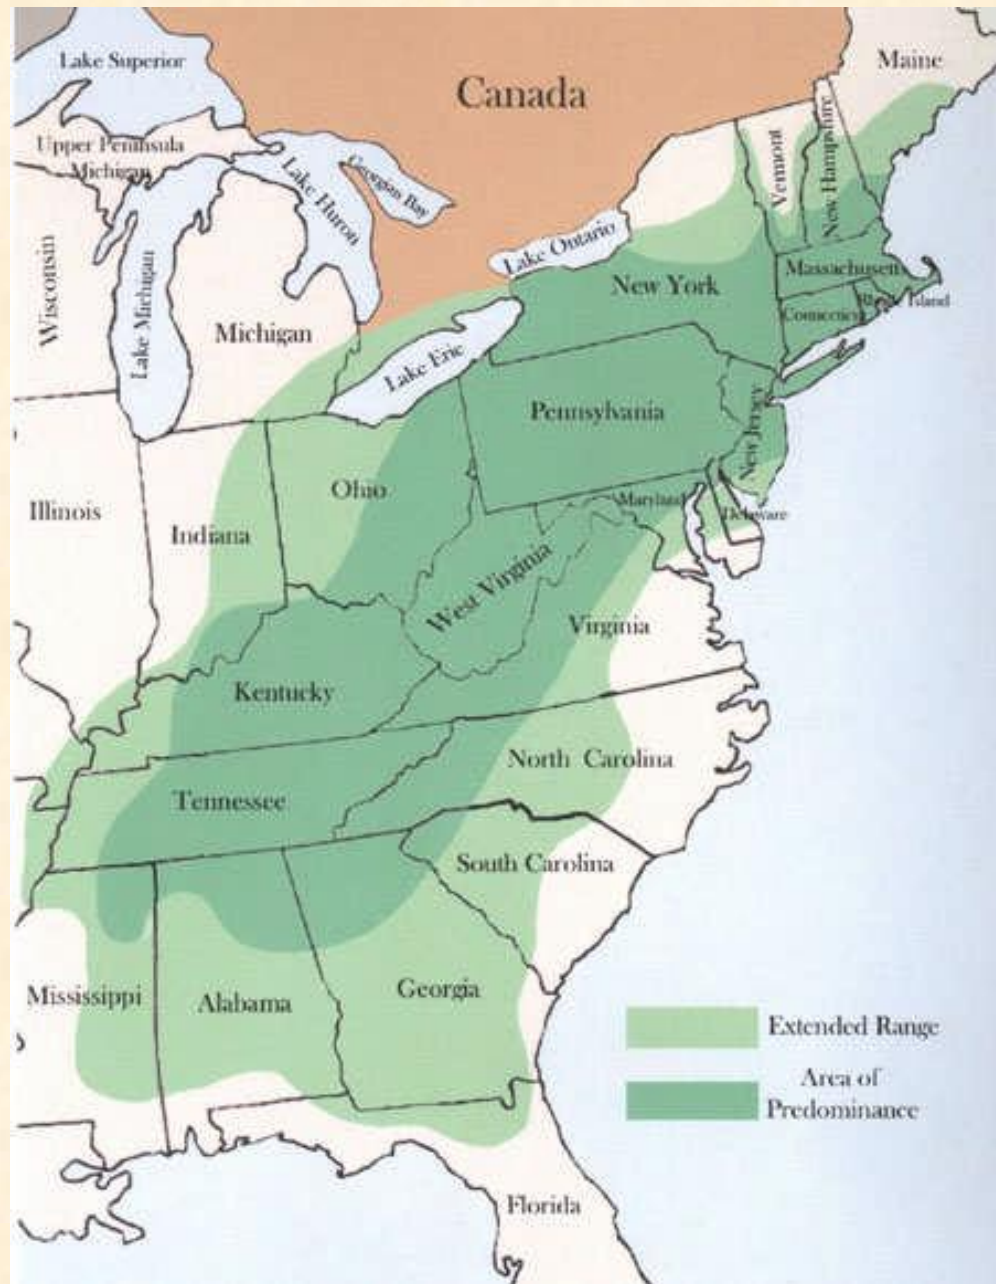 Lake Superior
Canada
Maine
Upper Peninsula
Michigan
Lake Huron
Georgian Bay
Vermont
New Hampshire
Wisconsin
Lake Michigan
Michigan
Lake Ontario
New York
Massachusetts
Rhode Island
Connecticut
Lake Erie
Pennsylvania
New Jersey
Illinois
Indiana
Ohio
Maryland
Delaware
West Virginia
Virginia
Kentucky
North Carolina
Tennessee
South Carolina
Mississippi
Alabama
Georgia
Extended Range
Area of
Predominance
Florida